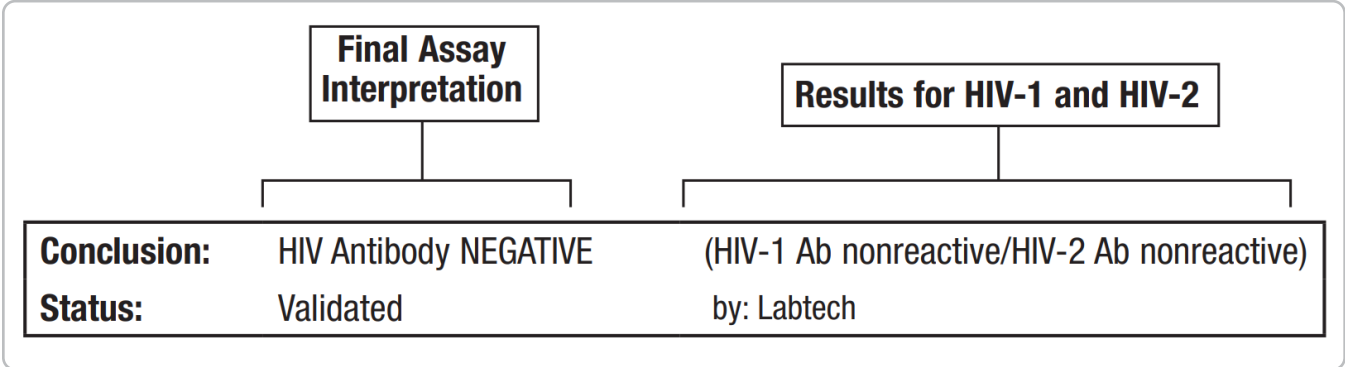 Final Assay
Interpretation
Results for HIV-1 and HIV-2
Conclusion: HIV Antibody NEGATIVE (HIV-1 Ab nonreactive/HIV-2 Ab nonreactive)
Status: Validated by: Labtech